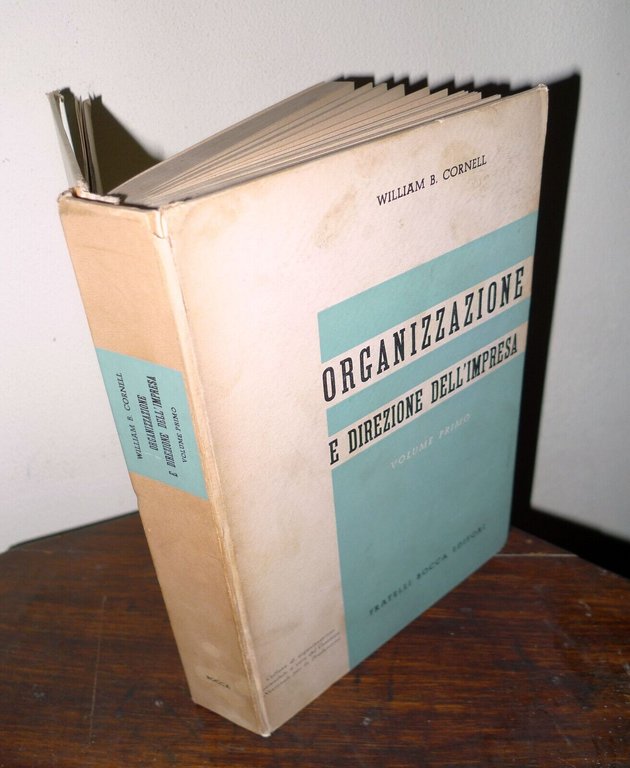 WILLIAM B. CORNELL
ORGANIZZAZIONE
E DIREZIONE DELL'IMPRESA
VOLUME PRIMO
FRATELLI BOCCA EDITORI
WILLIAM B. CORNELL
ORGANIZZAZIONE
E DIREZIONE DELL'IMPRESA
VOLUME PRIMO
BOCCA